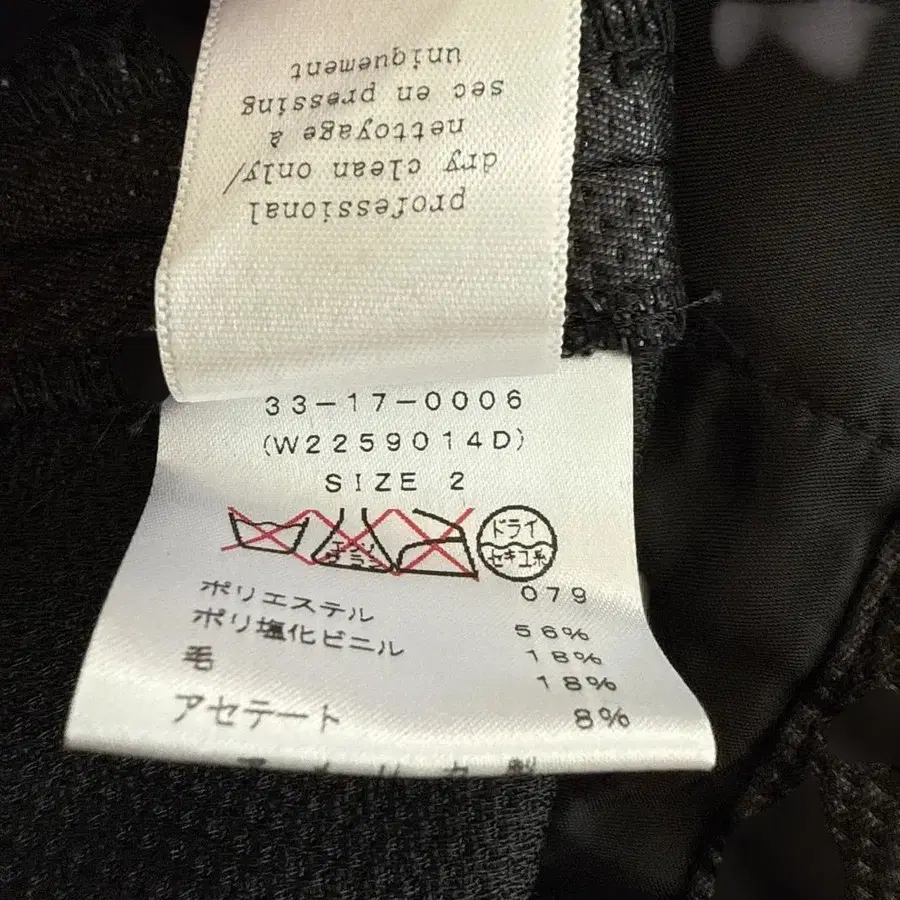 professional
dry clean only/
nettoyage à
sec en pressing
uniquement
33-17-0006
(W2259014D)
SIZE 2
ドライ
セキユ系
079
ポリエステル 56%
ポリ塩化ビニル 18%
毛 18%
アセテート 8%